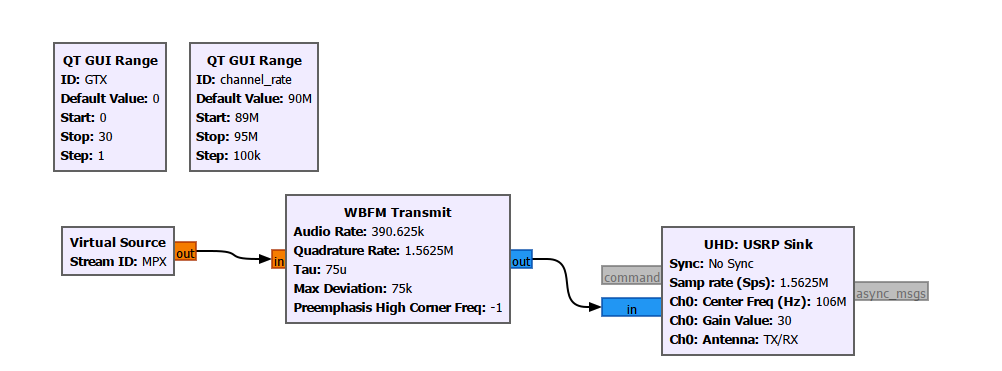 QT GUI Range
ID: GTX
Default Value: 0
Start: 0
Stop: 30
Step: 1
QT GUI Range
ID: channel_rate
Default Value: 90M
Start: 89M
Stop: 95M
Step: 100k
Virtual Source
Stream ID: MPX
out
in
WBFM Transmit
Audio Rate: 390.625k
Quadrature Rate: 1.5625M
Tau: 75u
Max Deviation: 75k
Preemphasis High Corner Freq: -1
out
command
in
UHD: USRP Sink
Sync: No Sync
Samp rate (Sps): 1.5625M
Ch0: Center Freq (Hz): 106M
Ch0: Gain Value: 30
Ch0: Antenna: TX/RX
async_msgs